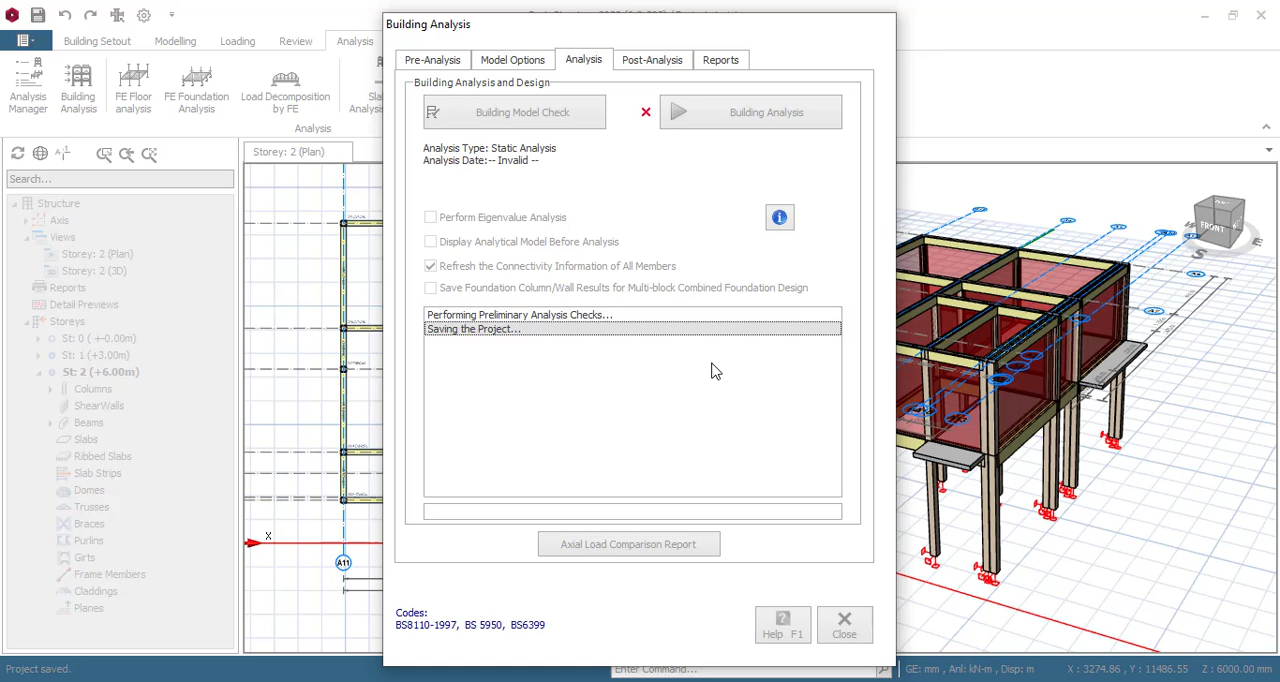 Building Analysis
Building Setout
Modelling
Loading
Review
Analysis
Analysis Manager
Building Analysis
FE Floor analysis
FE Foundation Analysis
Load Decomposition by FE
Analysis
Storey: 2 (Plan)
Search...
Structure
Axis
Views
Storey: 2 (Plan)
Storey: 2 (3D)
Reports
Detail Previews
Storeys
St: 0 ( +-0.00m)
St: 1 (+3.00m)
St: 2 (+6.00m)
Columns
ShearWalls
Beams
Slabs
Ribbed Slabs
Slab Strips
Domes
Trusses
Braces
Purlins
Girts
Frame Members
Claddings
Planes
X
A11
Pre-Analysis
Model Options
Analysis
Post-Analysis
Reports
Building Analysis and Design
Building Model Check
Building Analysis
Analysis Type: Static Analysis
Analysis Date:-- Invalid --
Perform Eigenvalue Analysis
Display Analytical Model Before Analysis
Refresh the Connectivity Information of All Members
Save Foundation Column/Wall Results for Multi-block Combined Foundation Design
Performing Preliminary Analysis Checks...
Saving the Project...
Axial Load Comparison Report
Codes:
BS8110-1997, BS 5950, BS6399
Help F1
Close
FRONT
E
S
Project saved.
Enter Command...
GE: mm , Anl: kN-m , Disp: m
X : 3274.86 , Y : 11486.55
Z : 6000.00 mm